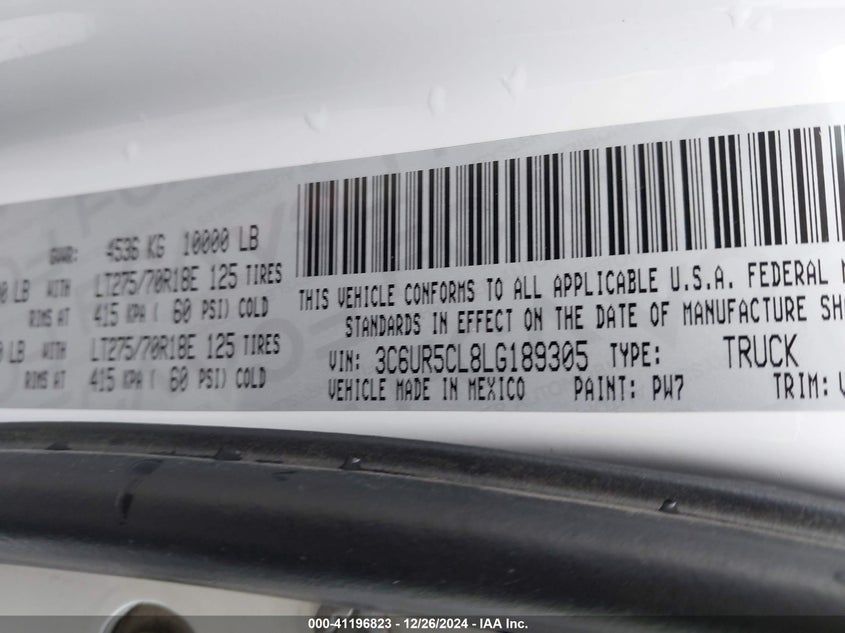 GVWR: 4536 KG 10000 LB
LB WITH LT275/70R18E 125 TIRES
RIMS AT 415 KPA ( 60 PSI) COLD
LB WITH LT275/70R18E 125 TIRES
RIMS AT 415 KPA ( 60 PSI) COLD
THIS VEHICLE CONFORMS TO ALL APPLICABLE U.S.A. FEDERAL
STANDARDS IN EFFECT ON THE DATE OF MANUFACTURE
VIN: 3C6UR5CL8LG189305 TYPE: TRUCK
VEHICLE MADE IN MEXICO PAINT: PW7 TRIM:
000-41196823 - 12/26/2024 - IAA Inc.